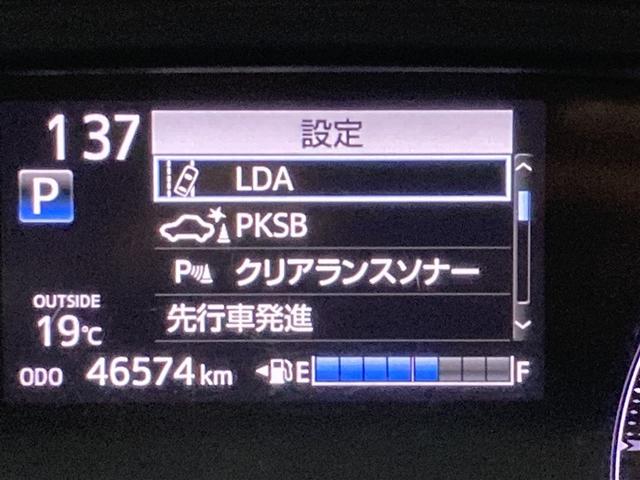 137
設定
LDA
P
PKSB
P クリアランスソナー
先行車発進
OUTSIDE
19℃
ODO 46574 km
E F